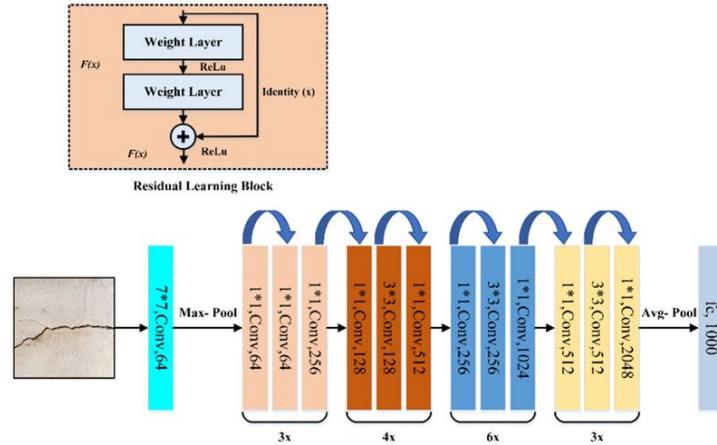 Weight Layer
F(x)
ReLu
Weight Layer
Identity (x)
+
F(x)
ReLu
Residual Learning Block
7*7,Conv,64
Max- Pool
1*1,Conv,64
1*1,Conv,64
1*1,Conv,256
1*1,Conv,128
3*3,Conv,128
1*1,Conv,512
1*1,Conv,256
3*3,Conv,256
1*1,Conv,1024
1*1,Conv,512
3*3,Conv,512
1*1,Conv,2048
Avg- Pool
fc, 1000
3x
4x
6x
3x